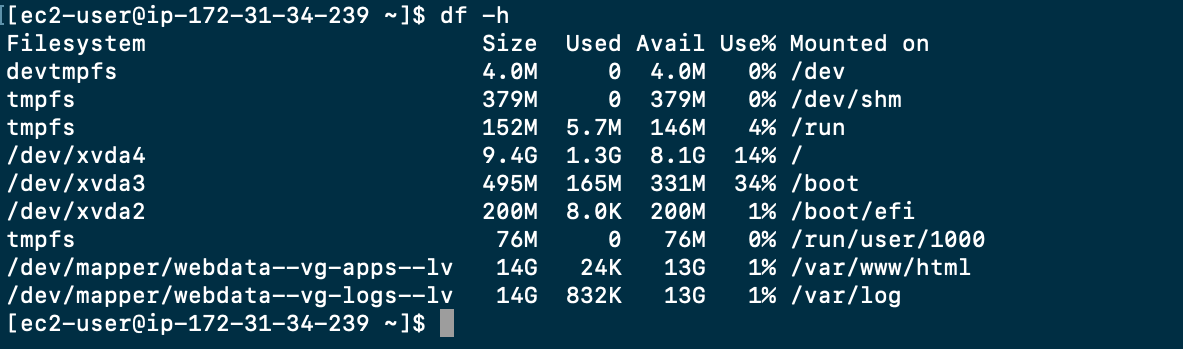 [[ec2-user@ip-172-31-34-239 ~]$ df -h
Filesystem                        Size  Used Avail Use% Mounted on
devtmpfs                          4.0M     0  4.0M   0% /dev
tmpfs                             379M     0  379M   0% /dev/shm
tmpfs                             152M  5.7M  146M   4% /run
/dev/xvda4                        9.4G  1.3G  8.1G  14% /
/dev/xvda3                        495M  165M  331M  34% /boot
/dev/xvda2                        200M  8.0K  200M   1% /boot/efi
tmpfs                              76M     0   76M   0% /run/user/1000
/dev/mapper/webdata--vg-apps--lv   14G   24K   13G   1% /var/www/html
/dev/mapper/webdata--vg-logs--lv   14G  832K   13G   1% /var/log
[ec2-user@ip-172-31-34-239 ~]$